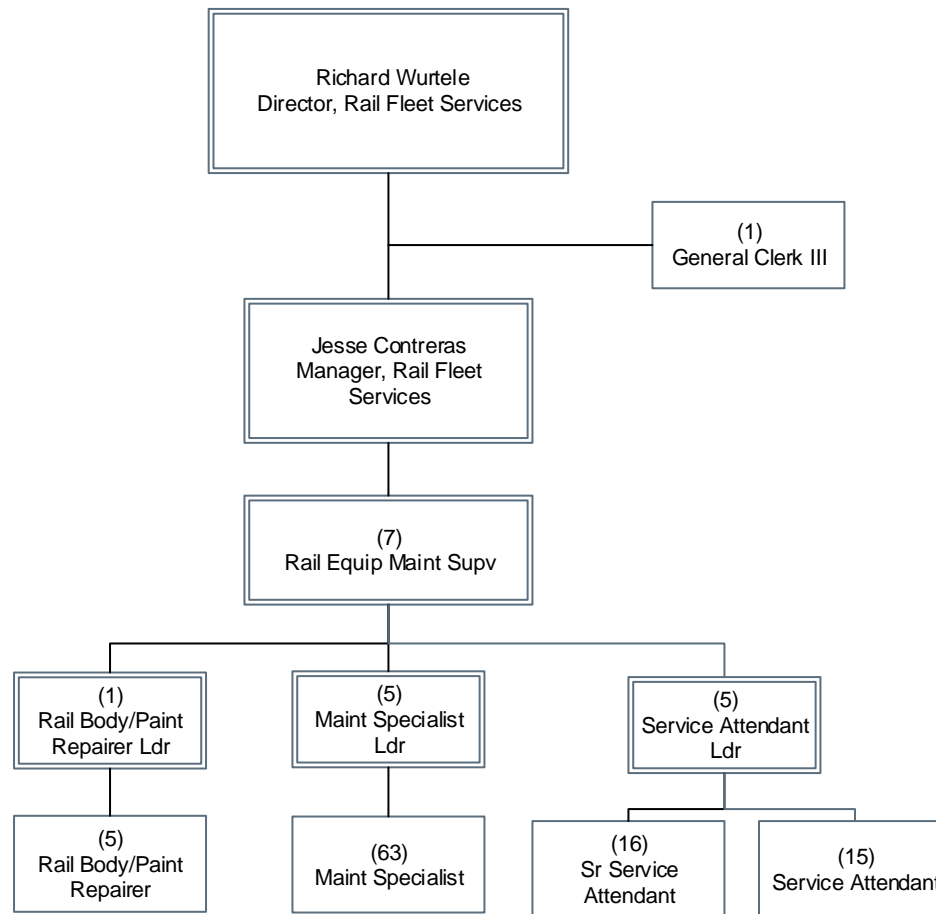 Richard Wurtele
Director, Rail Fleet Services
(1)
General Clerk III
Jesse Contreras
Manager, Rail Fleet
Services
(7)
Rail Equip Maint Supv
(1)
Rail Body/Paint
Repairer Ldr
(5)
Maint Specialist
Ldr
(5)
Service Attendant
Ldr
(5)
Rail Body/Paint
Repairer
(63)
Maint Specialist
(16)
Sr Service
Attendant
(15)
Service Attendant